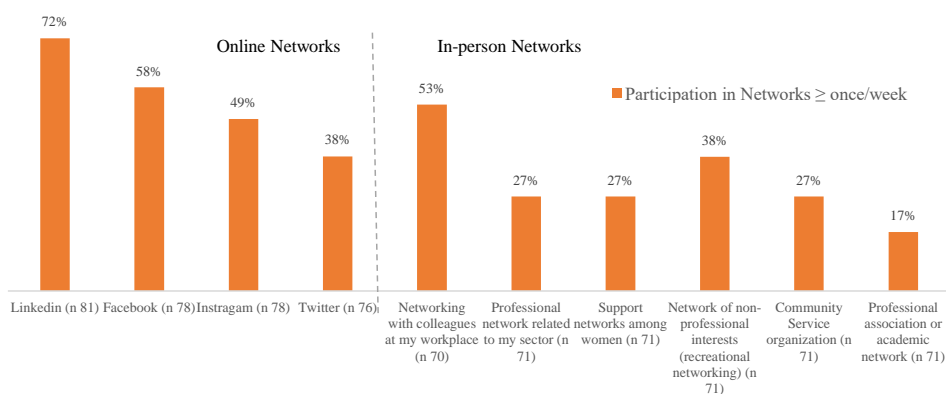 72%
Online Networks
In-person Networks
58%
53%
49%
Participation in Networks ≥ once/week
38%
38%
27%
27%
27%
17%
Linkedin (n 81)
Facebook (n 78)
Instragam (n 78)
Twitter (n 76)
Networking
with colleagues
at my workplace
(n 70)
Professional
network related
to my sector (n
71)
Support
networks among
women (n 71)
Network of non-
professional
interests
(recreational
networking) (n
71)
Community
Service
organization (n
71)
Professional
association or
academic
network (n 71)